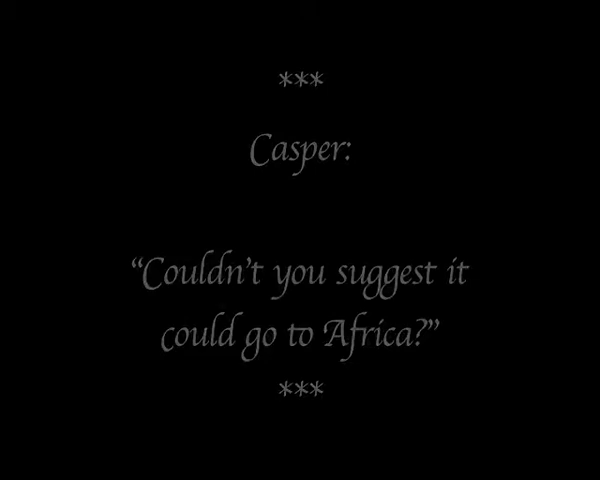 ***
Casper:
“Couldn't you suggest it
could go to Africa?”
***